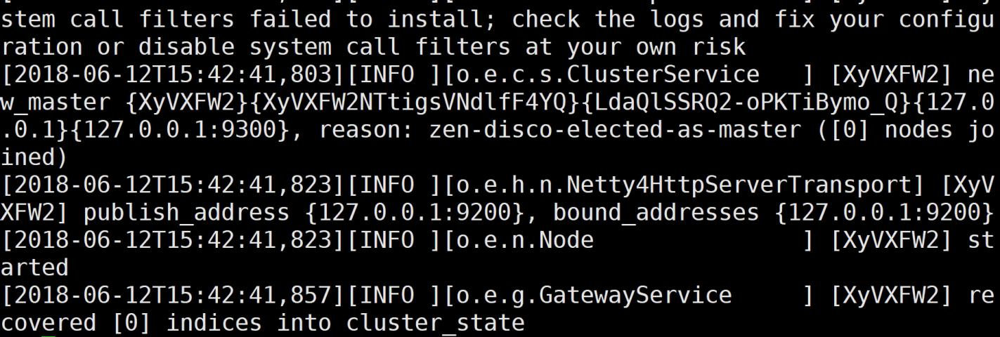 stem call filters failed to install; check the logs and fix your configu
ration or disable system call filters at your own risk
[2018-06-12T15:42:41,803][INFO ][o.e.c.s.ClusterService   ] [XyVXFW2] ne
w_master {XyVXFW2}{XyVXFW2NTtigsVNdlfF4YQ}{LdaQlSSRQ2-oPKTiBymo_Q}{127.0
.0.1}{127.0.0.1:9300}, reason: zen-disco-elected-as-master ([0] nodes jo
ined)
[2018-06-12T15:42:41,823][INFO ][o.e.h.n.Netty4HttpServerTransport] [XyV
XFW2] publish_address {127.0.0.1:9200}, bound_addresses {127.0.0.1:9200}
[2018-06-12T15:42:41,823][INFO ][o.e.n.Node               ] [XyVXFW2] st
arted
[2018-06-12T15:42:41,857][INFO ][o.e.g.GatewayService     ] [XyVXFW2] re
covered [0] indices into cluster_state